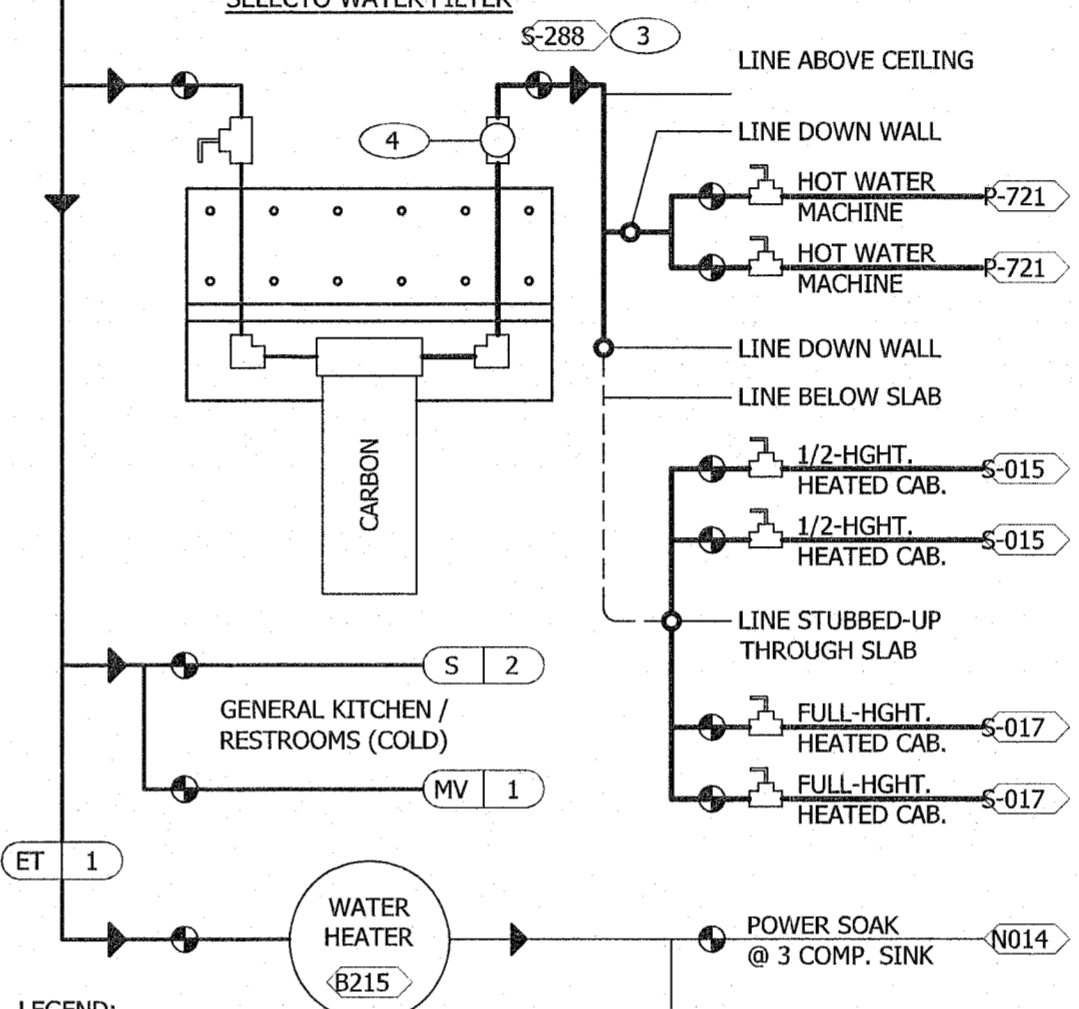 SELECTO WATER FILTER
S-288
3
LINE ABOVE CEILING
4
LINE DOWN WALL
HOT WATER
MACHINE
P-721
HOT WATER
MACHINE
P-721
LINE DOWN WALL
LINE BELOW SLAB
CARBON
1/2-HGHT.
HEATED CAB.
S-015
1/2-HGHT.
HEATED CAB.
S-015
LINE STUBBED-UP
THROUGH SLAB
S 2
GENERAL KITCHEN /
RESTROOMS (COLD)
MV 1
FULL-HGHT.
HEATED CAB.
S-017
FULL-HGHT.
HEATED CAB.
S-017
ET 1
WATER
HEATER
B215
POWER SOAK
@ 3 COMP. SINK
N014
LEGEND: